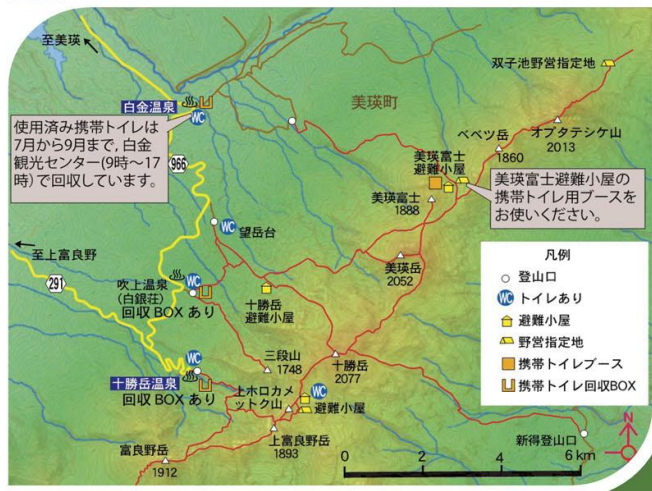 至美瑛
双子池野営指定地
美瑛町
白金温泉
WC
使用済み携帯トイレは
7月から9月まで，白金
観光センター(9時〜17
時)で回収しています。
966
ベベツ岳
1860
オプタテシケ山
2013
美瑛富士
避難小屋
美瑛富士
1888
美瑛富士避難小屋の
携帯トイレ用ブースを
お使いください。
WC
望岳台
至上富良野
291
美瑛岳
2052
吹上温泉
(白銀荘)
WC
回収 BOX あり
十勝岳
避難小屋
三段山
1748
十勝岳
2077
WC
十勝岳温泉
回収 BOX あり
上ホロカメ
ットク山
WC
避難小屋
上富良野岳
1893
富良野岳
1912
新得登山口
凡例
登山口
WC トイレあり
避難小屋
野営指定地
携帯トイレブース
携帯トイレ回収BOX
N
0 2 4 6 km